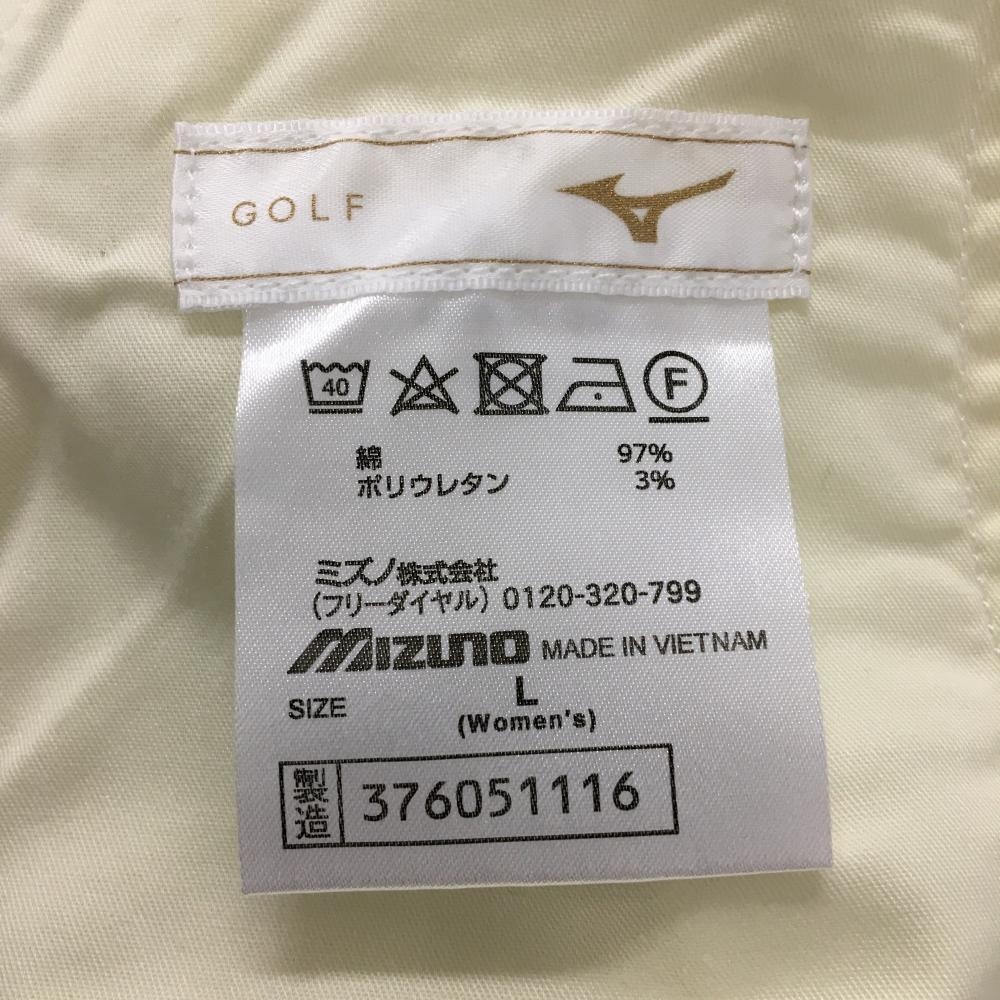 GOLF
40 F
綿 97%
ポリウレタン 3%
ミズノ株式会社
(フリーダイヤル) 0120-320-799
MIZUNO MADE IN VIETNAM
SIZE L
(Women's)
製造 376051116